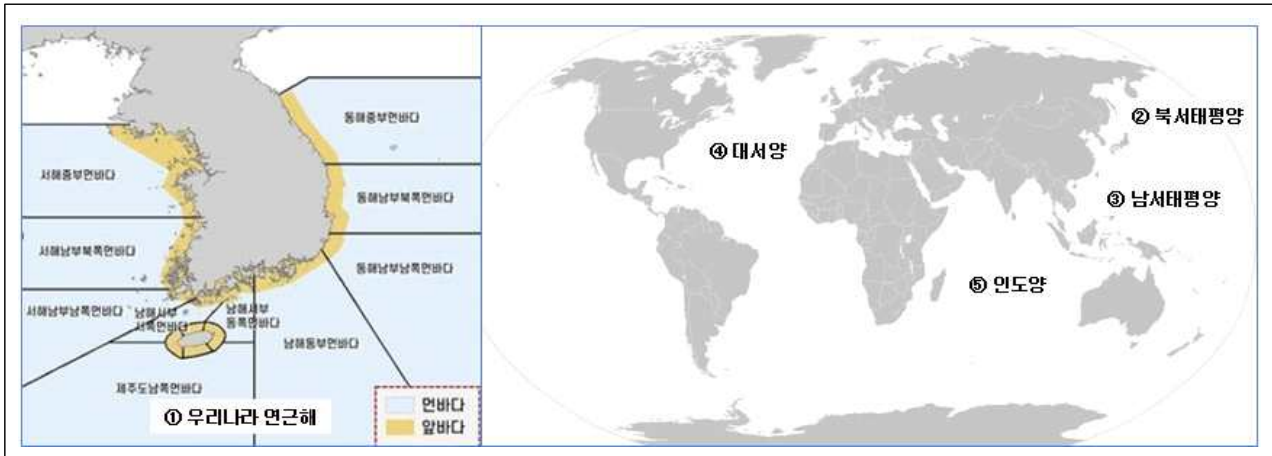 동해중부먼바다
서해중부먼바다
동해남부북쪽먼바다
서해남부북쪽먼바다
동해남부남쪽먼바다
서해남부남쪽먼바다
남해서부
서쪽먼바다
남해서부
동쪽먼바다
남해동부먼바다
제주도남쪽먼바다
① 우리나라 연근해
먼바다
앞바다
② 북서태평양
④ 대서양
③ 남서태평양
⑤ 인도양